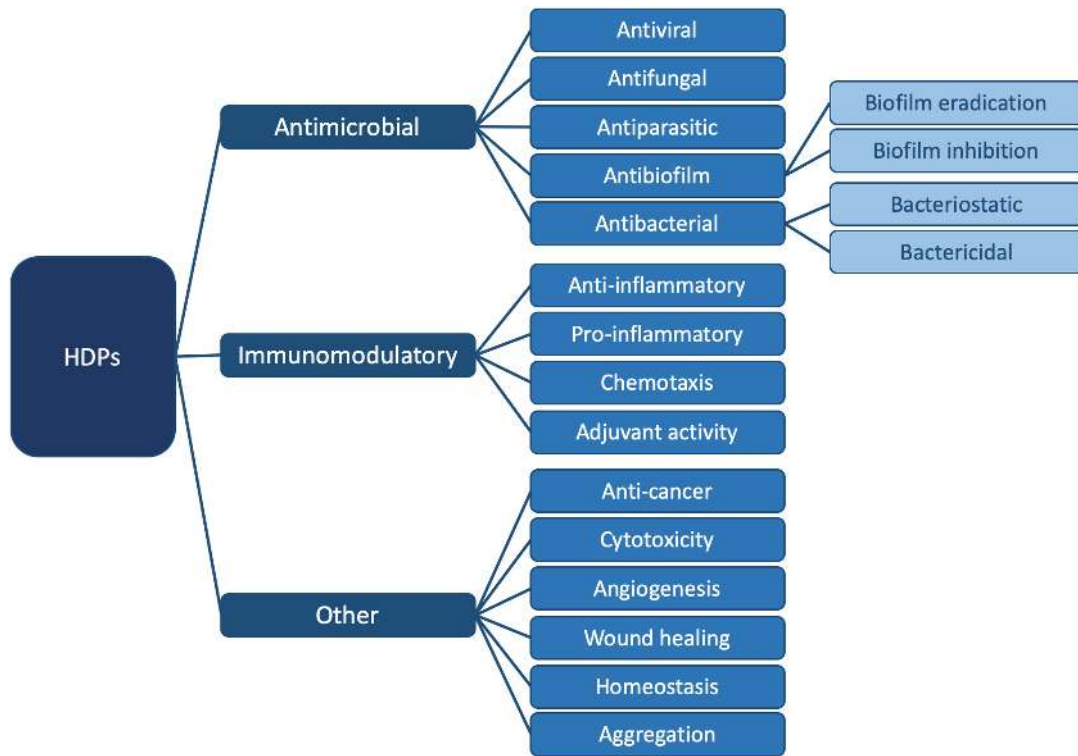 HDPs
Antimicrobial
Antiviral
Antifungal
Antiparasitic
Antibiofilm
Biofilm eradication
Biofilm inhibition
Antibacterial
Bacteriostatic
Bactericidal
Immunomodulatory
Anti-inflammatory
Pro-inflammatory
Chemotaxis
Adjuvant activity
Other
Anti-cancer
Cytotoxicity
Angiogenesis
Wound healing
Homeostasis
Aggregation